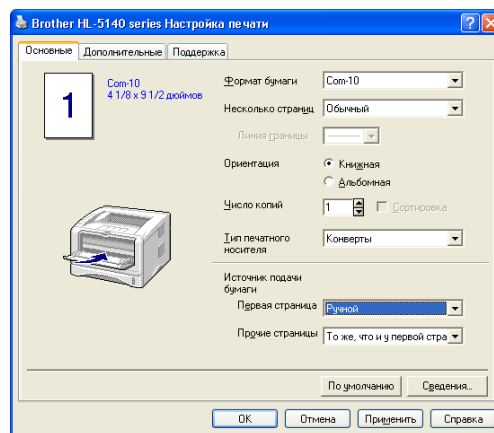 Brother HL-5140 series Настройка печати
Основные Дополнительные Поддержка
1
Com-10
4 1/8 x 9 1/2 дюймов
Формат бумаги Com-10
Несколько страниц Обычный
Линия границы
Ориентация Книжная
Альбомная
Число копий 1 Сортировка
Тип печатного носителя Конверты
Источник подачи бумаги
Первая страница Ручной
Прочие страницы То же, что и у первой стра
По умолчанию Сведения...
OK Отмена Применить Справка